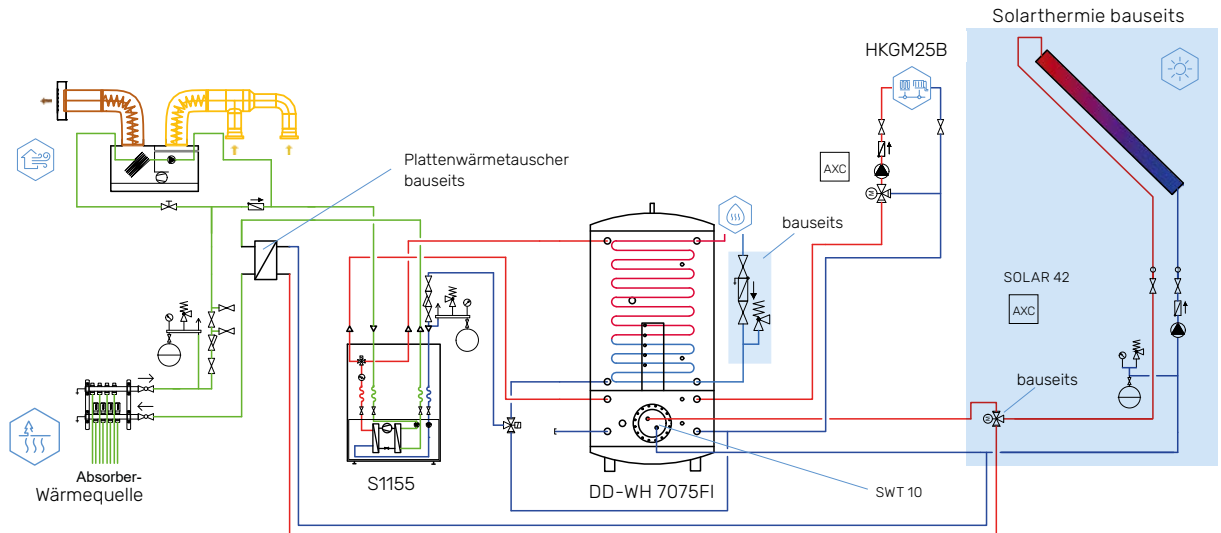 Solarthermie bauseits
HKGM25B
Plattenwärmetauscher
bauseits
AXC
M
bauseits
SOLAR 42
AXC
bauseits
M
Absorber-
Wärmequelle
S1155
DD-WH 7075FI
SWT 10